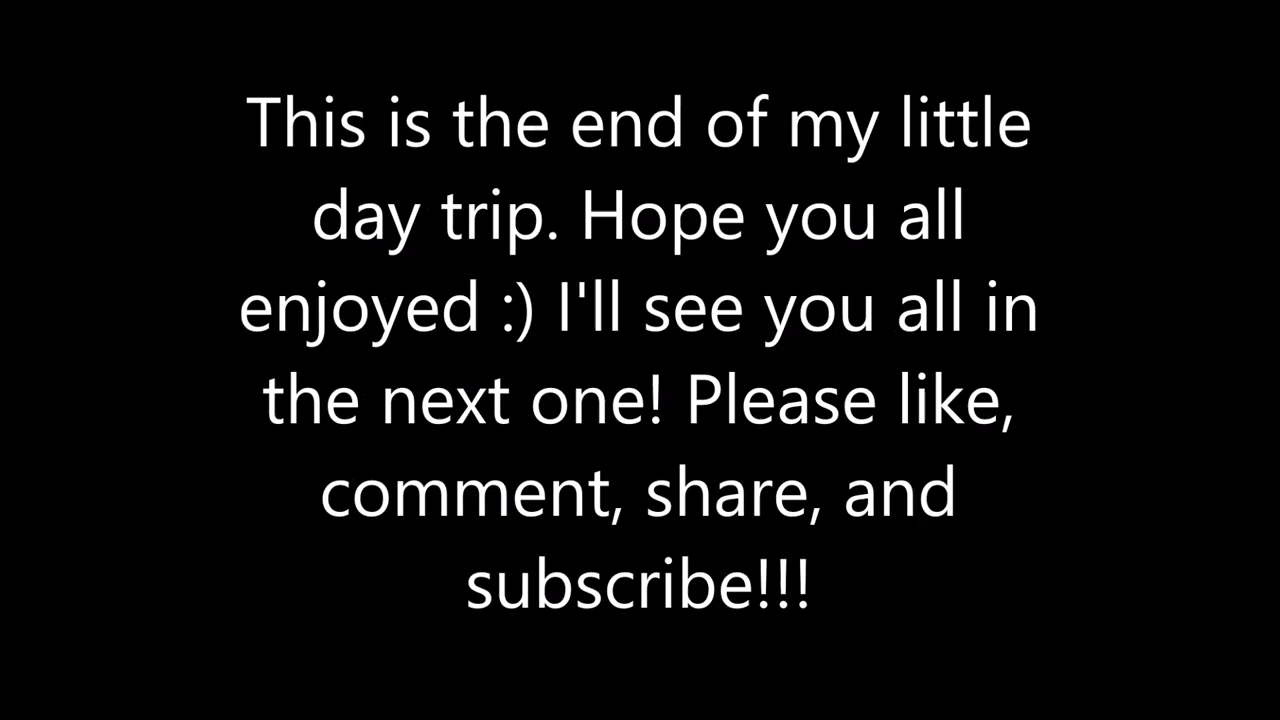 This is the end of my little
day trip. Hope you all
enjoyed :) I'll see you all in
the next one! Please like,
comment, share, and
subscribe!!!